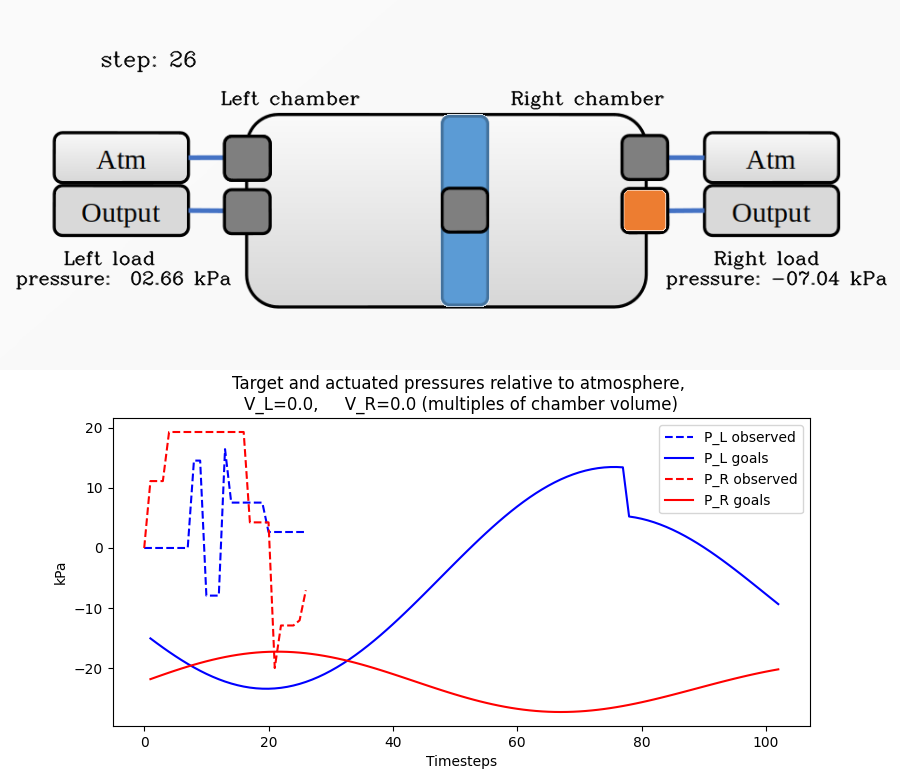 step: 26
Left chamber
Right chamber
Atm
Atm
Output
Output
Left load
pressure:  02.66 kPa
Right load
pressure: −07.04 kPa
Target and actuated pressures relative to atmosphere,
V_L=0.0,     V_R=0.0 (multiples of chamber volume)
P_L observed
P_L goals
P_R observed
P_R goals
20
10
0
−10
−20
kPa
0
20
40
60
80
100
Timesteps